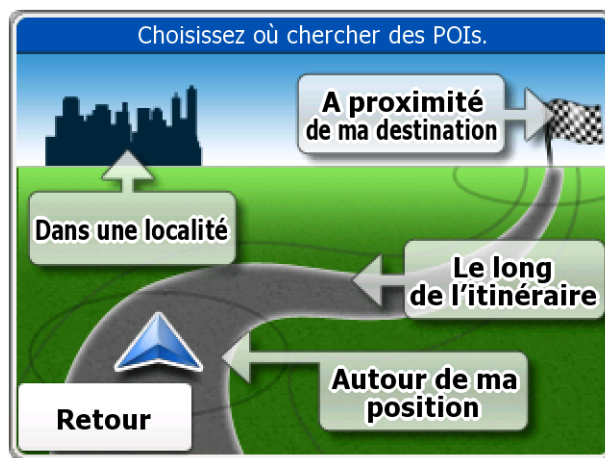 Choisissez où chercher des POIs.
A proximité
de ma destination
Dans une localité
Le long
de l'itinéraire
Autour de ma
position
Retour